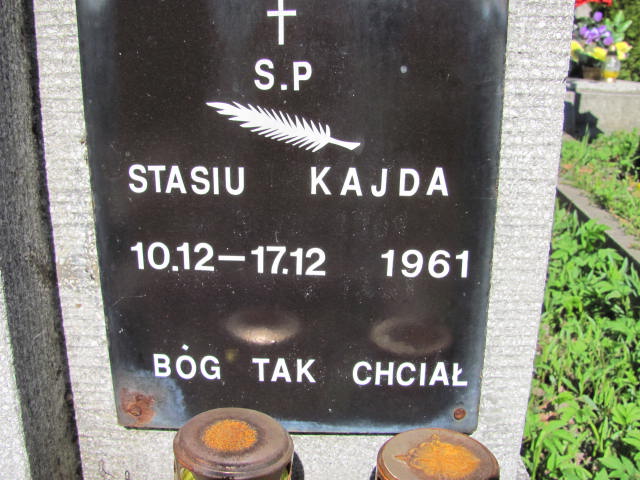 S.P
STASIU KAJDA
10.12-17.12 1961
BÓG TAK CHCIAŁ